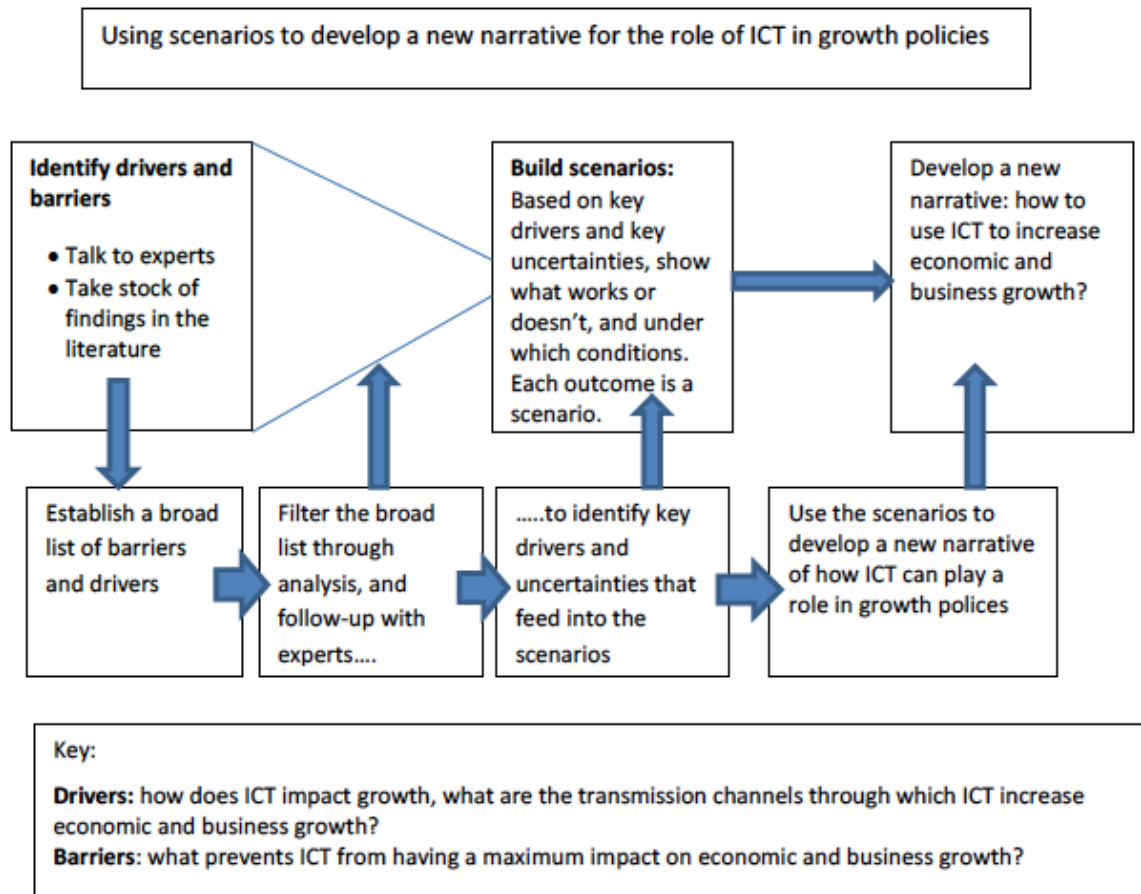 Using scenarios to develop a new narrative for the role of ICT in growth policies
Identify drivers and
barriers
• Talk to experts
• Take stock of
findings in the
literature
Build scenarios:
Based on key
drivers and key
uncertainties, show
what works or
doesn't, and under
which conditions.
Each outcome is a
scenario.
Develop a new
narrative: how to
use ICT to increase
economic and
business growth?
Establish a broad
list of barriers
and drivers
Filter the broad
list through
analysis, and
follow-up with
experts....
.....to identify key
drivers and
uncertainties that
feed into the
scenarios
Use the scenarios to
develop a new narrative
of how ICT can play a
role in growth polices
Key:
Drivers: how does ICT impact growth, what are the transmission channels through which ICT increase
economic and business growth?
Barriers: what prevents ICT from having a maximum impact on economic and business growth?